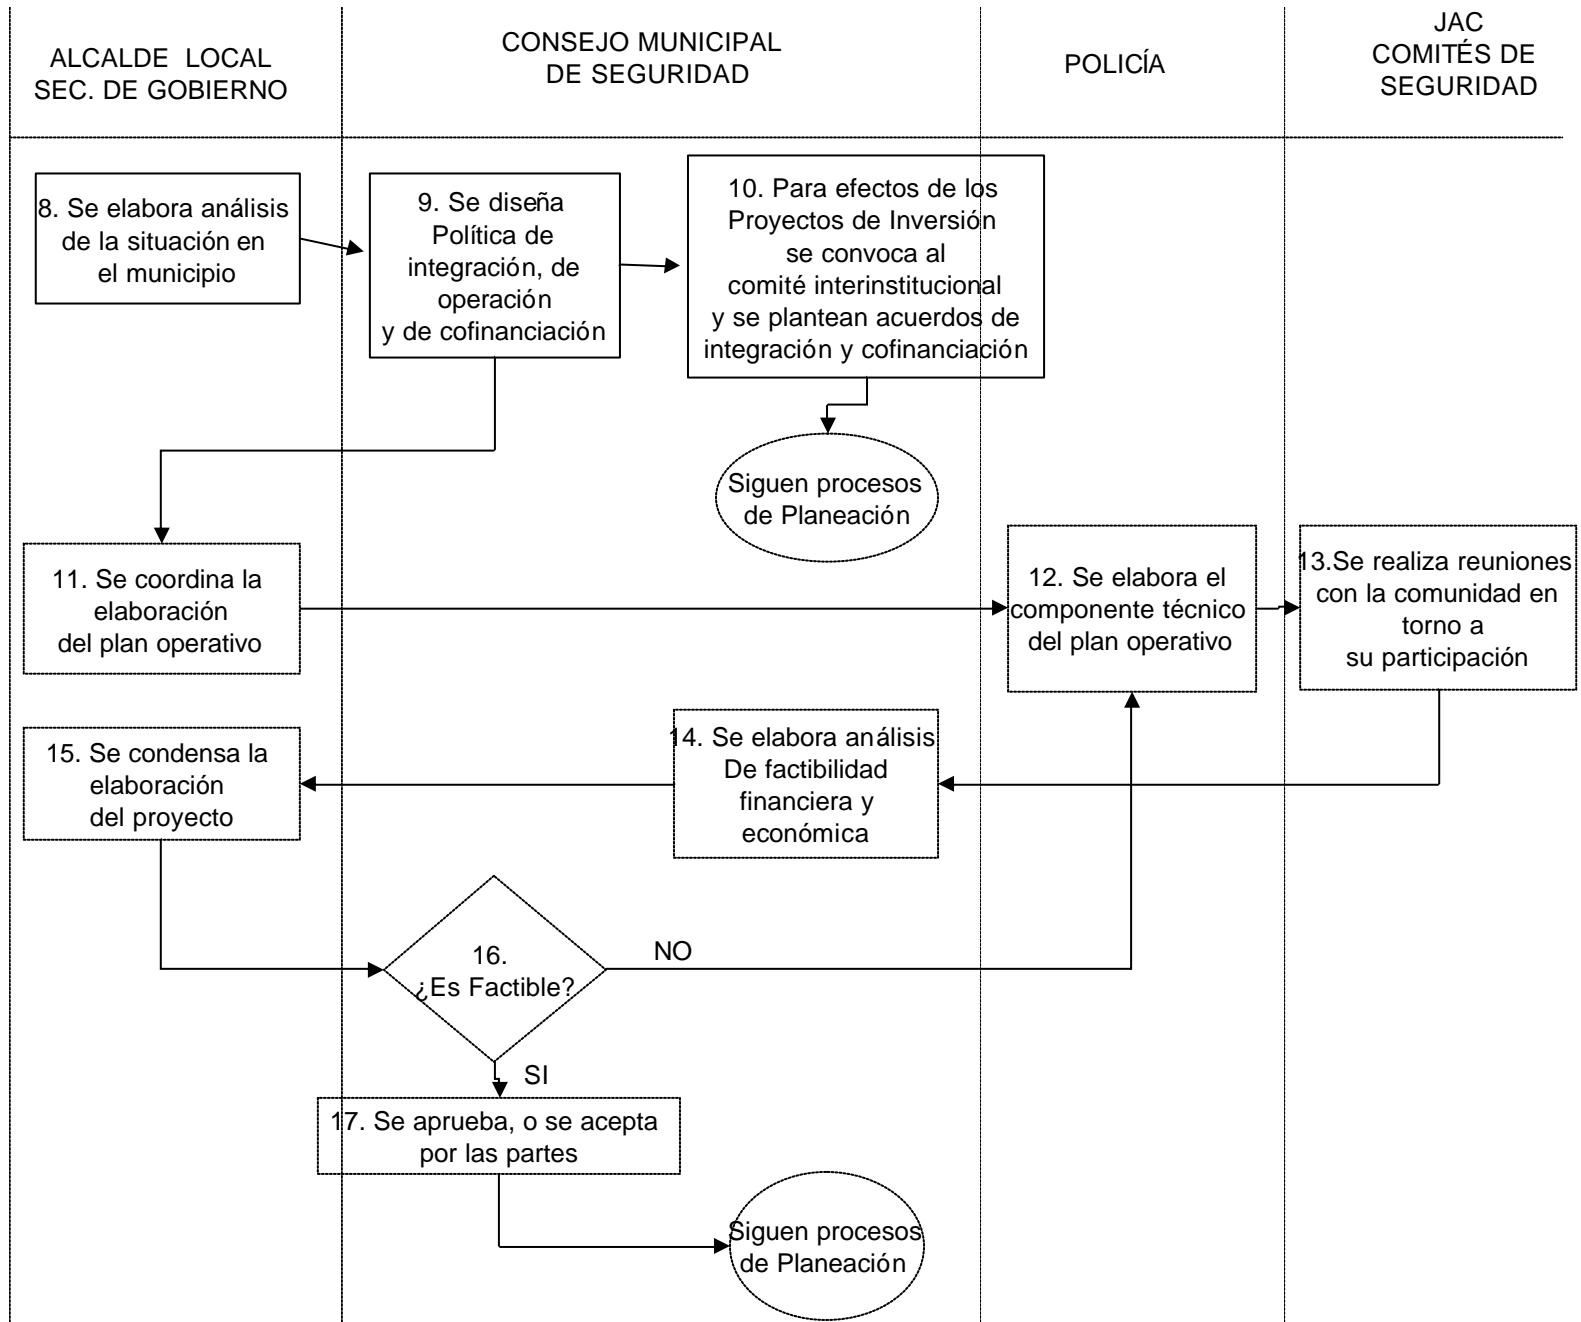 ALCALDE LOCAL
SEC. DE GOBIERNO
CONSEJO MUNICIPAL
DE SEGURIDAD
POLICÍA
JAC
COMITÉS DE
SEGURIDAD
8. Se elabora análisis
de la situación en
el municipio
9. Se diseña
Política de
integración, de
operación
y de cofinanciación
10. Para efectos de los
Proyectos de Inversión
se convoca al
comité interinstitucional
y se plantean acuerdos de
integración y cofinanciación
Siguen procesos
de Planeación
11. Se coordina la
elaboración
del plan operativo
12. Se elabora el
componente técnico
del plan operativo
13.Se realiza reuniones
con la comunidad en
torno a
su participación
14. Se elabora análisis
De factibilidad
financiera y
económica
15. Se condensa la
elaboración
del proyecto
16.
¿Es Factible?
NO
SI
17. Se aprueba, o se acepta
por las partes
Siguen procesos
de Planeación